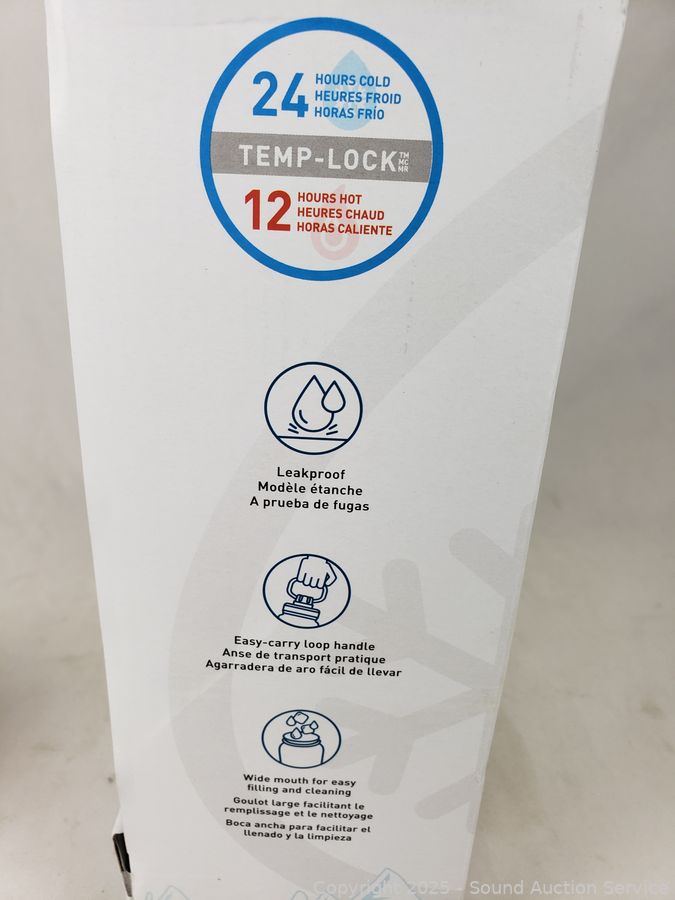 24 HOURS COLD
HEURES FROID
HORAS FRÍO
TEMP-LOCK™ MC MR
12 HOURS HOT
HEURES CHAUD
HORAS CALIENTE
Leakproof
Modèle étanche
A prueba de fugas
Easy-carry loop handle
Anse de transport pratique
Agarradera de aro fácil de llevar
Wide mouth for easy
filling and cleaning
Goulot large facilitant le
remplissage et le nettoyage
Boca ancha para facilitar el
llenado y la limpieza
Copyright 2025 - Sound Auction Service